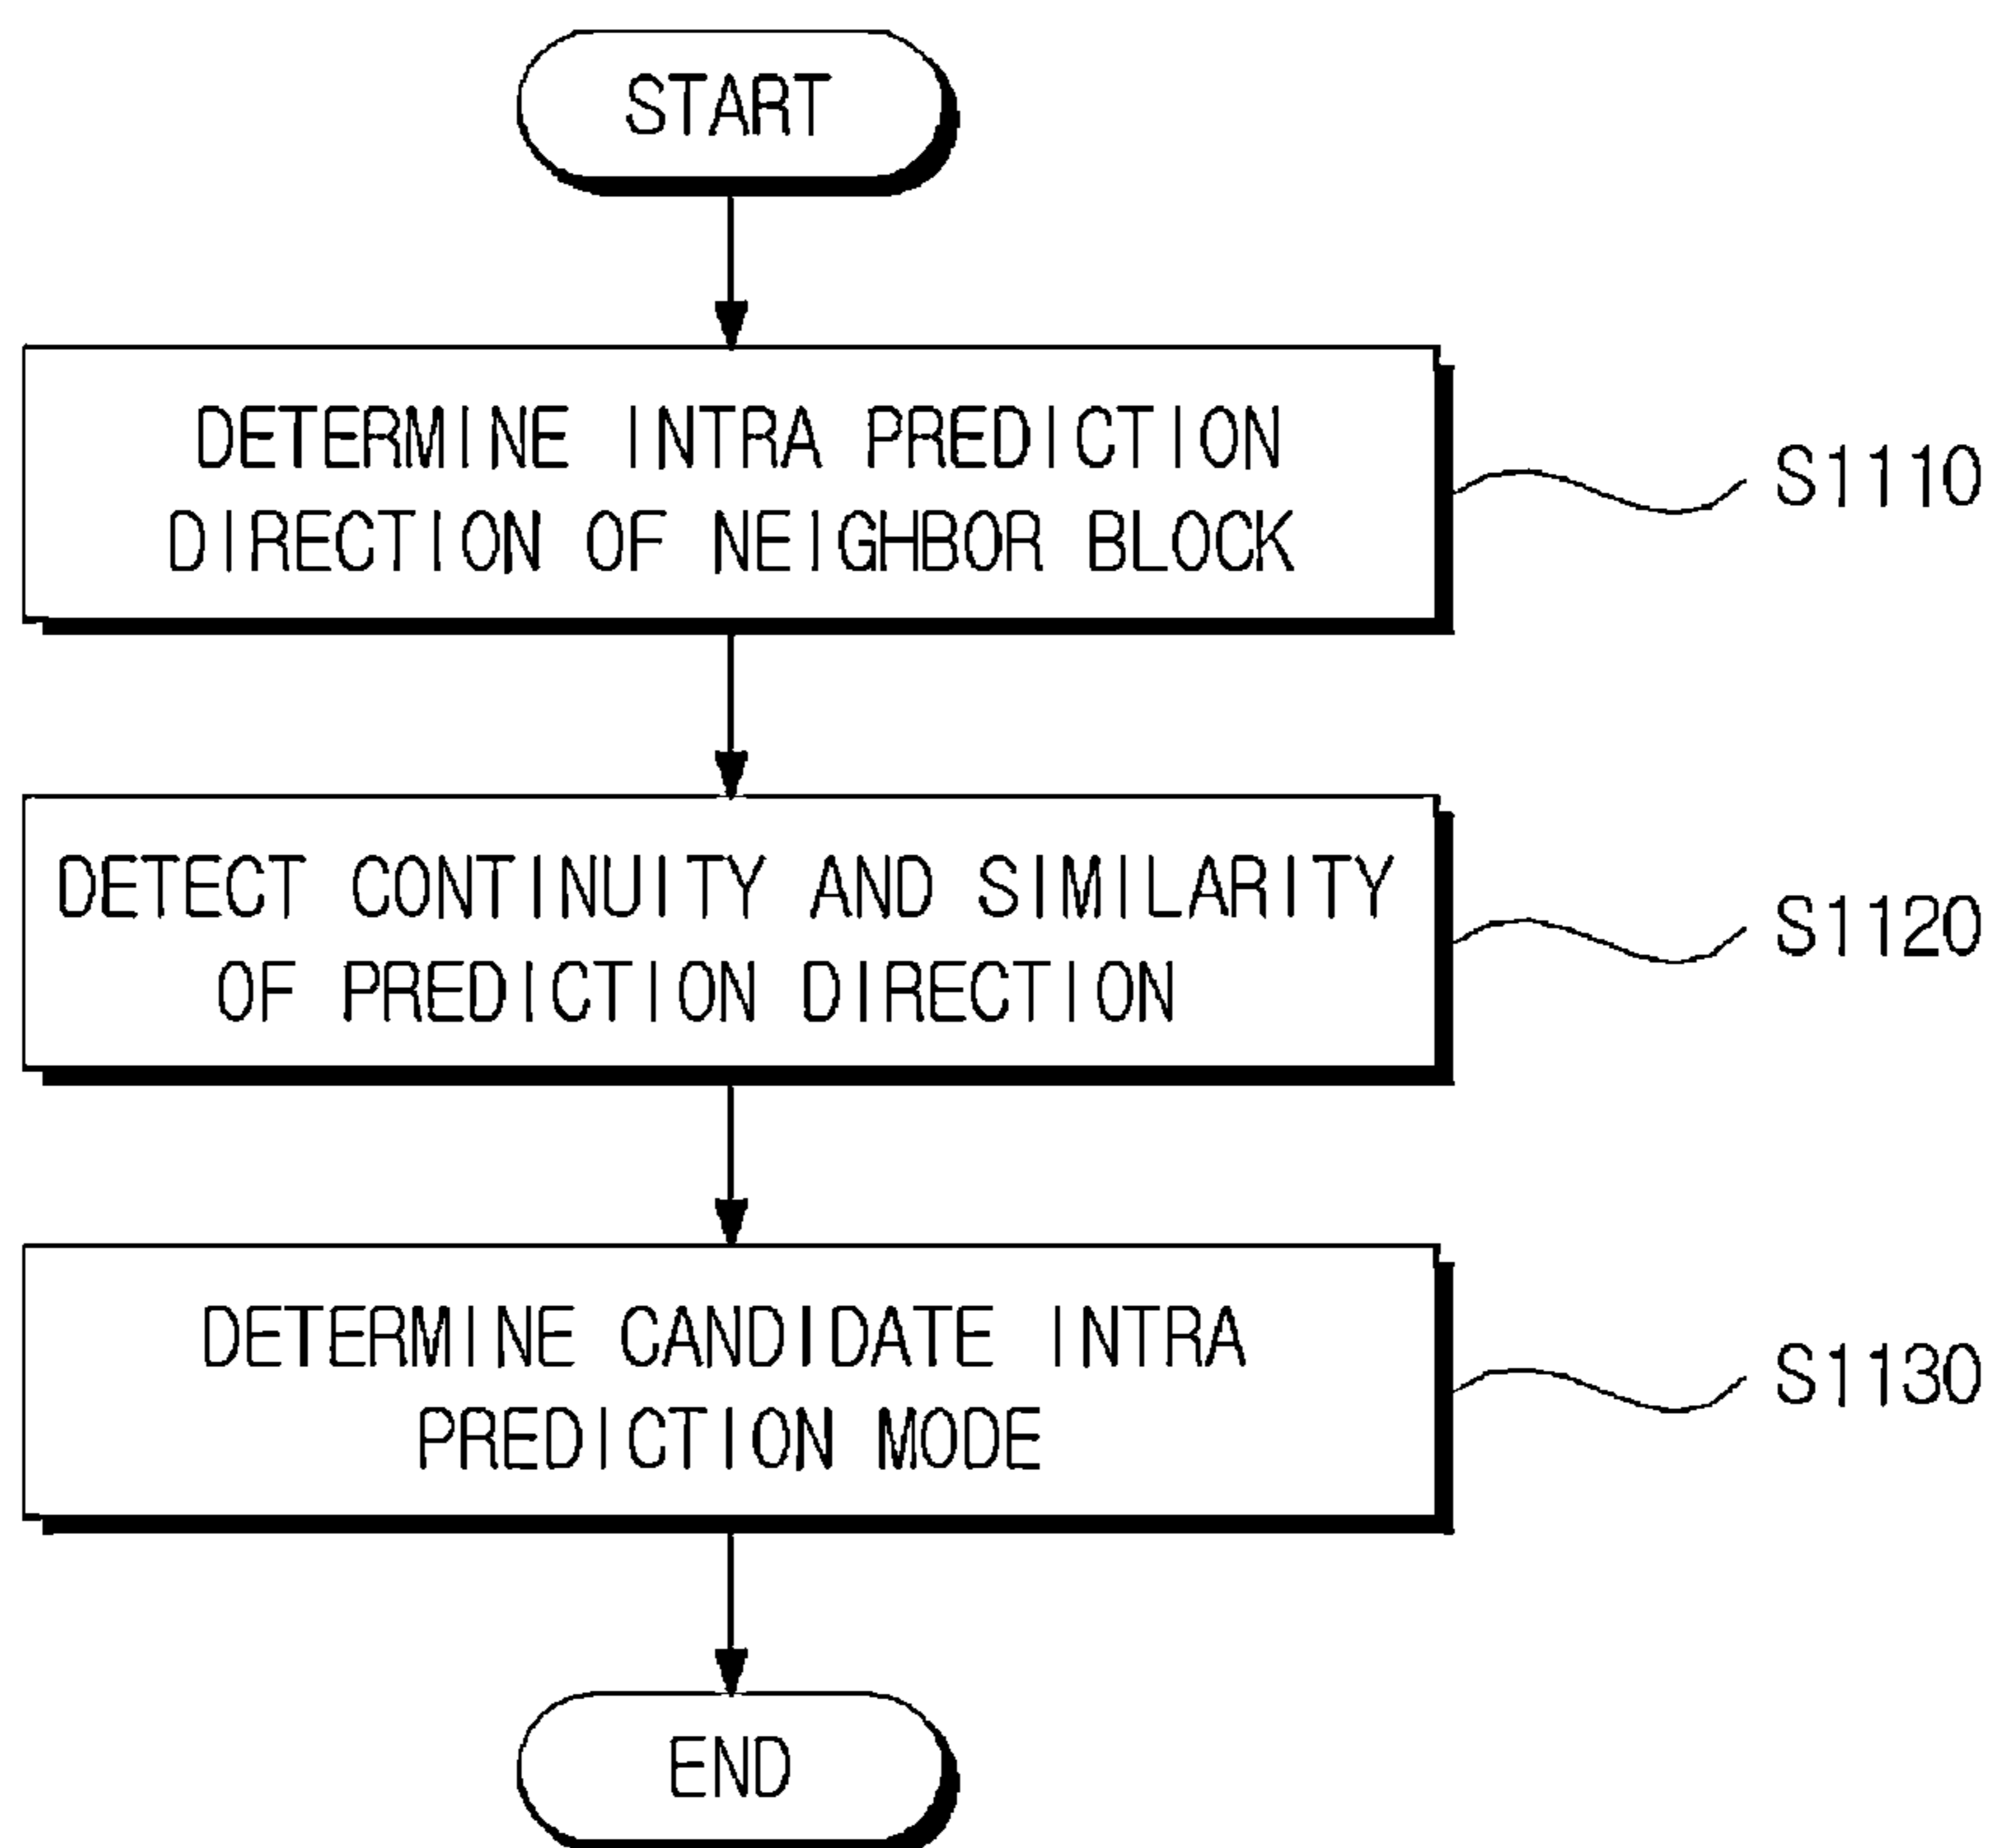 START
DETERMINE INTRA PREDICTION
DIRECTION OF NEIGHBOR BLOCK
S1110
DETECT CONTINUITY AND SIMILARITY
OF PREDICTION DIRECTION
S1120
DETERMINE CANDIDATE INTRA
PREDICTION MODE
S1130
END